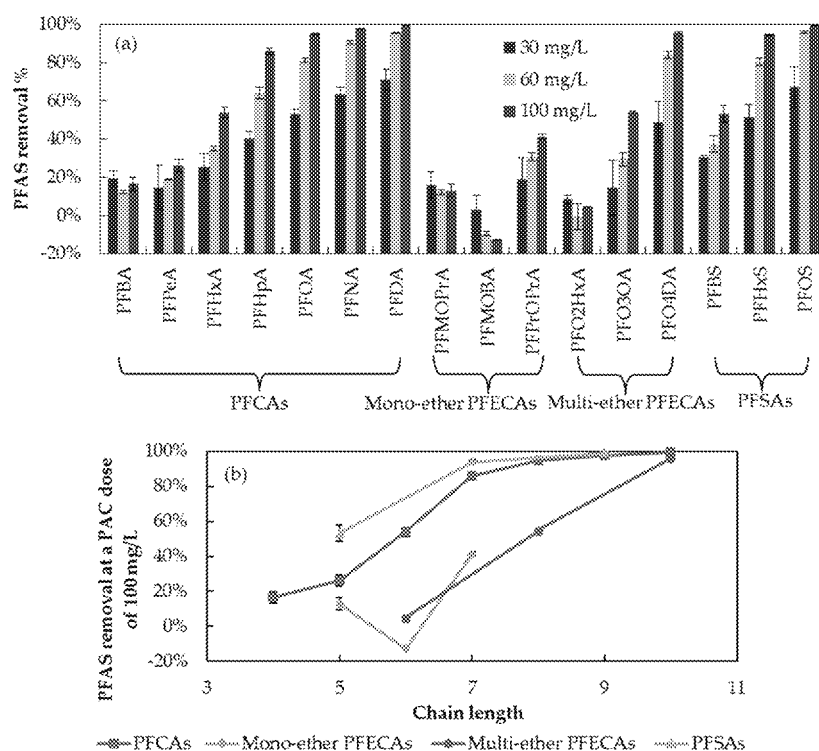 100%
80%
60%
40%
20%
0%
-20%
PFAS removal %
(a)
30 mg/L
60 mg/L
100 mg/L
PFBA
PFPeA
PFHxA
PFHpA
PFOA
PFNA
PFDA
PFMOPrA
PFMOBA
PFPrOPrA
PFO2HxA
PFO3OA
PFO4DA
PFBS
PFHxS
PFOS
PFCAs
Mono-ether PFECAs
Multi-ether PFECAs
PFSAs
100%
80%
60%
40%
20%
0%
-20%
PFAS removal at a PAC dose
of 100 mg/L
(b)
3
5
7
9
11
Chain length
PFCAs
Mono-ether PFECAs
Multi-ether PFECAs
PFSAs